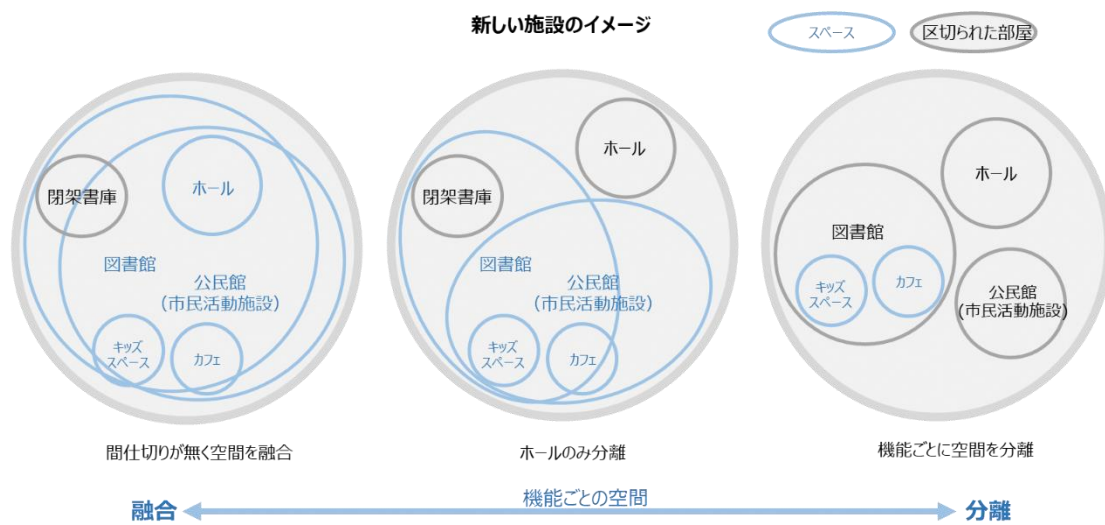 新しい施設のイメージ
スペース
区切られた部屋
閉架書庫
ホール
図書館
公民館
(市民活動施設)
キッズ
スペース
カフェ
間仕切りが無く空間を融合
ホール
閉架書庫
図書館
公民館
(市民活動施設)
キッズ
スペース
カフェ
ホールのみ分離
ホール
図書館
キッズ
スペース
カフェ
公民館
(市民活動施設)
機能ごとに空間を分離
機能ごとの空間
融合
分離